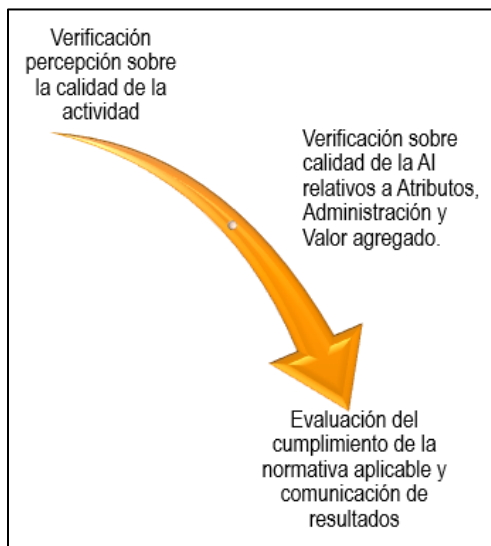 Verificación
percepción sobre
la calidad de la
actividad
Verificación sobre
calidad de la AI
relativos a Atributos,
Administración y
Valor agregado.
Evaluación del
cumplimiento de la
normativa aplicable y
comunicación de
resultados